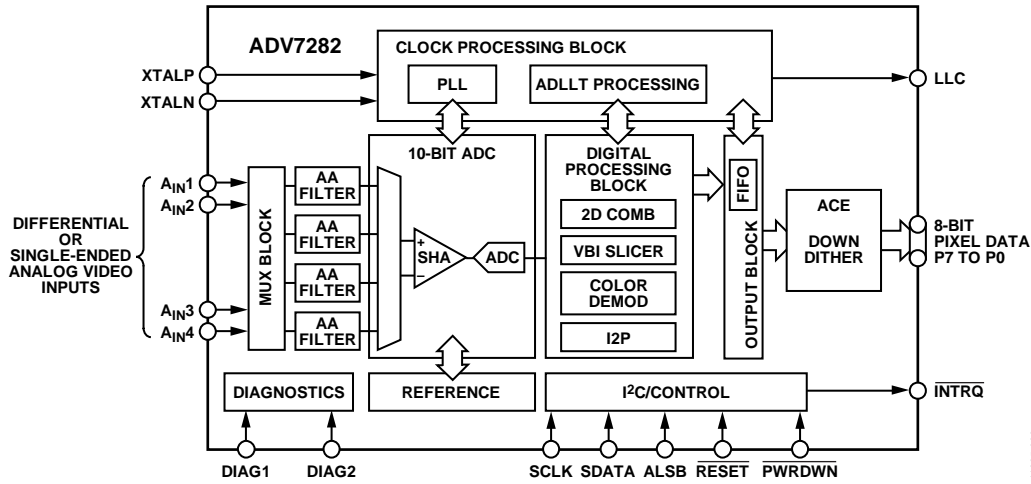 ADV7282
CLOCK PROCESSING BLOCK
XTALP
XTALN
PLL
ADLLT PROCESSING
LLC
10-BIT ADC
DIGITAL
PROCESSING
BLOCK
2D COMB
VBI SLICER
COLOR
DEMOD
I2P
FIFO
OUTPUT BLOCK
ACE
DOWN
DITHER
8-BIT
PIXEL DATA
P7 TO P0
DIFFERENTIAL
OR
SINGLE-ENDED
ANALOG VIDEO
INPUTS
AIN1
AIN2
AIN3
AIN4
MUX BLOCK
AA
FILTER
AA
FILTER
AA
FILTER
AA
FILTER
+
SHA
–
ADC
DIAGNOSTICS
REFERENCE
I2C/CONTROL
INTRQ
DIAG1
DIAG2
SCLK
SDATA
ALSB
RESET
PWRDWN